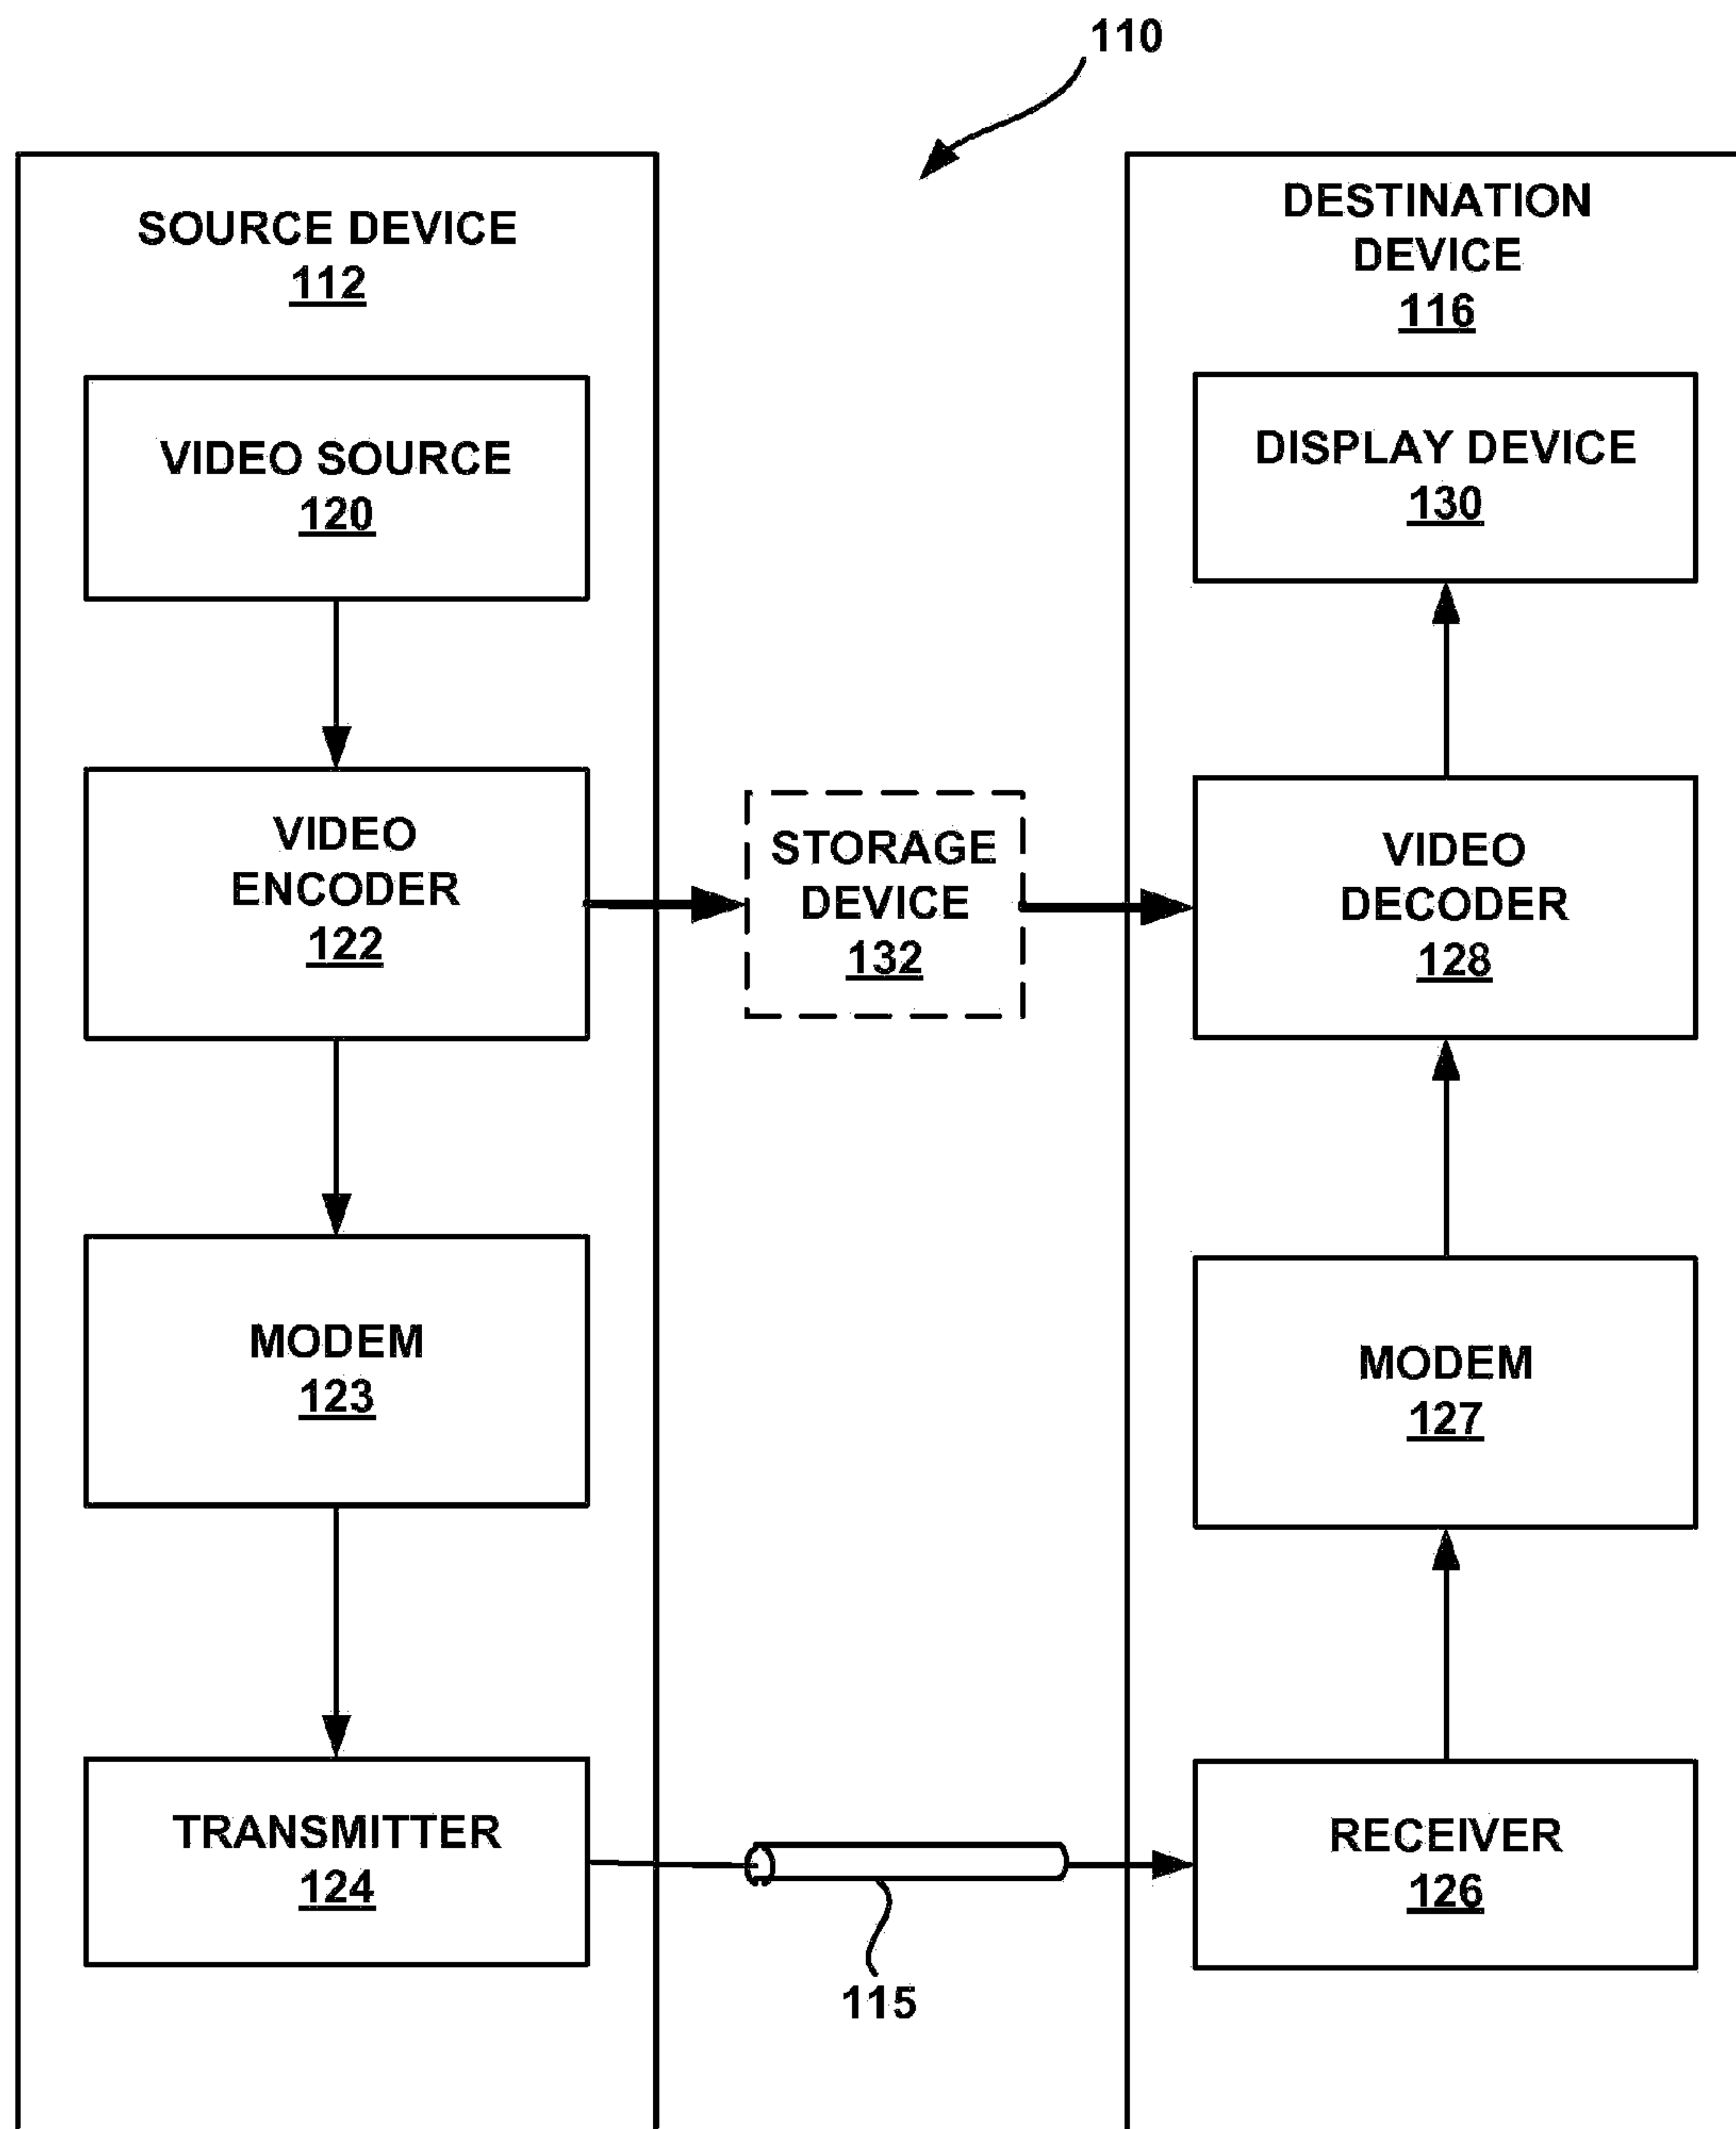 110
SOURCE DEVICE
112
VIDEO SOURCE
120
VIDEO
ENCODER
122
MODEM
123
TRANSMITTER
124
STORAGE
DEVICE
132
115
DESTINATION
DEVICE
116
DISPLAY DEVICE
130
VIDEO
DECODER
128
MODEM
127
RECEIVER
126